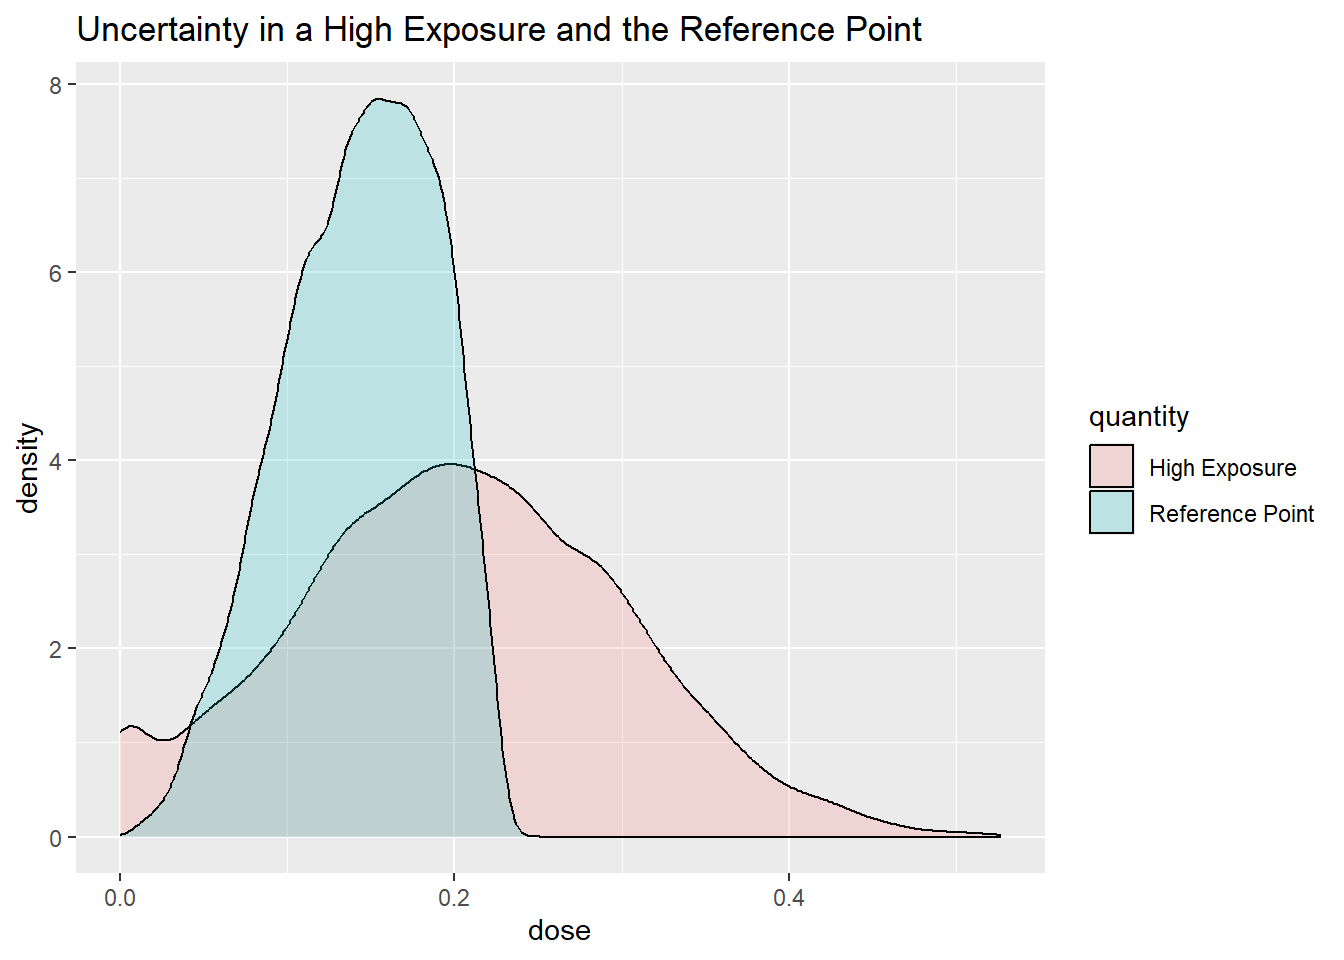 Uncertainty in a High Exposure and the Reference Point
8
6
4
2
0
density
0.0
0.2
0.4
dose
quantity
High Exposure
Reference Point